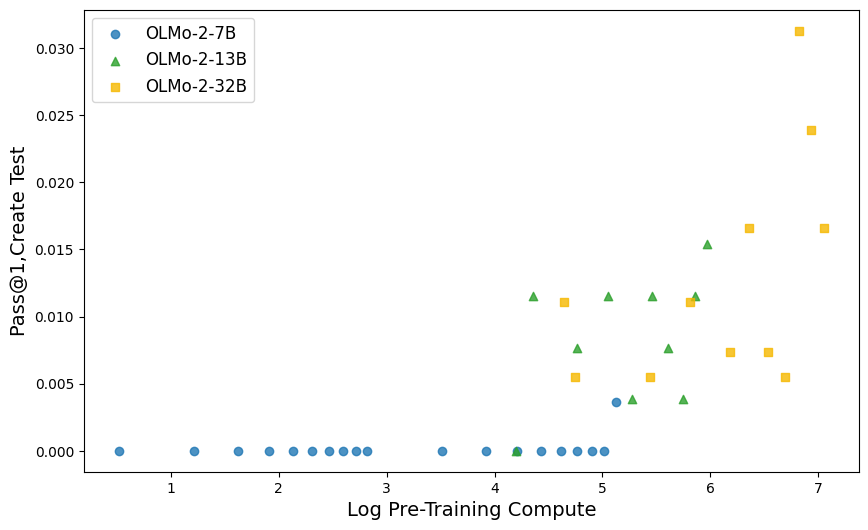 OLMo-2-7B
OLMo-2-13B
OLMo-2-32B
Pass@1,Create Test
0.030
0.025
0.020
0.015
0.010
0.005
0.000
1 2 3 4 5 6 7
Log Pre-Training Compute